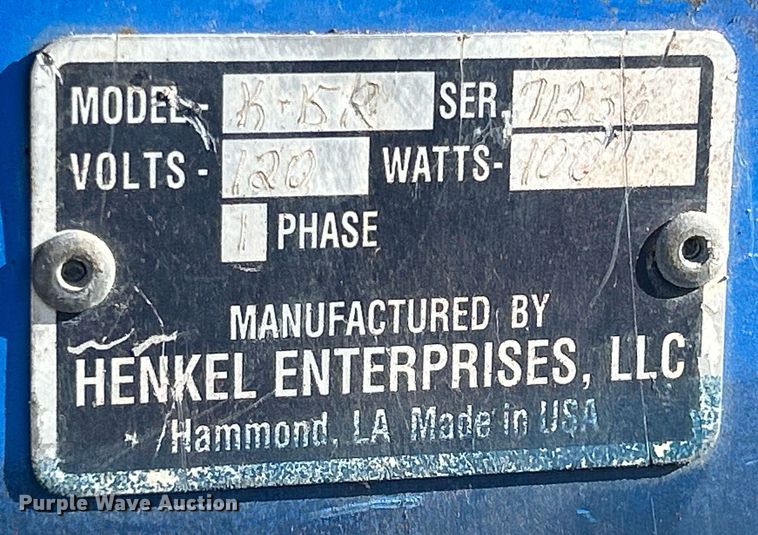 MODEL- K-15R SER.
VOLTS- 120 WATTS- 100
1 PHASE
MANUFACTURED BY
HENKEL ENTERPRISES, LLC
Hammond, LA Made in USA
Purple Wave Auction